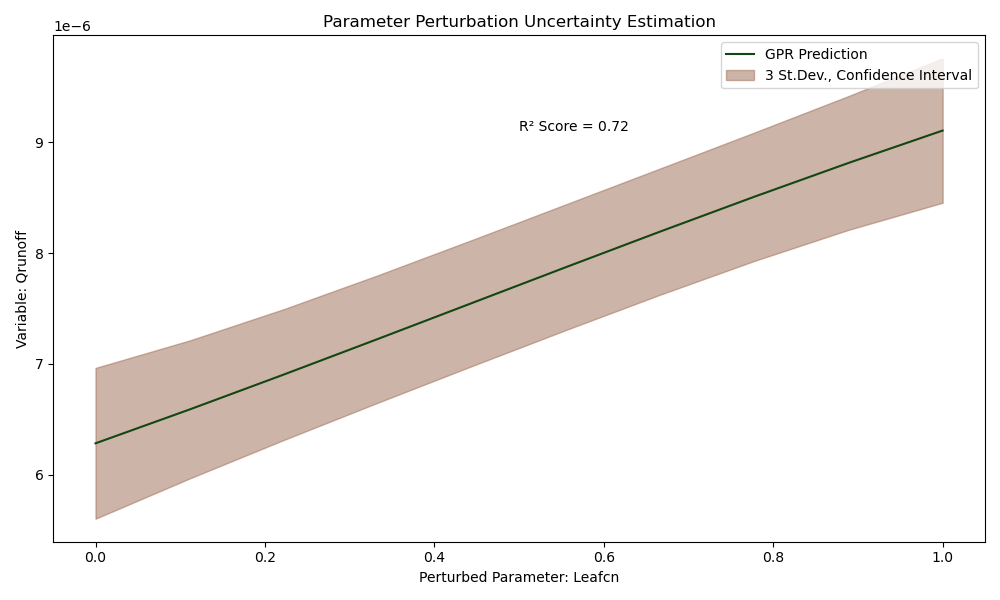 Parameter Perturbation Uncertainty Estimation
1e−6
GPR Prediction
3 St.Dev., Confidence Interval
R² Score = 0.72
Variable: Qrunoff
9
8
7
6
0.0 0.2 0.4 0.6 0.8 1.0
Perturbed Parameter: Leafcn